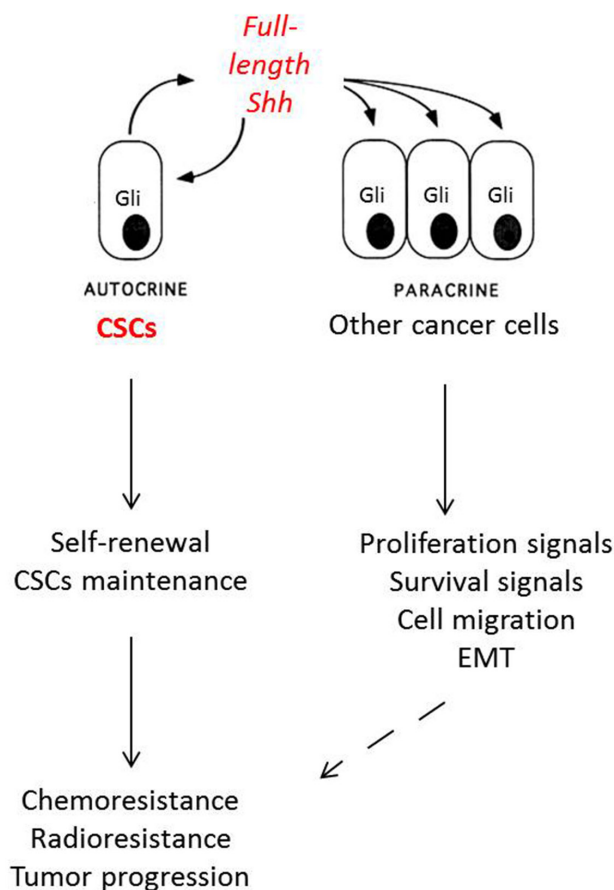 Full-
length
Shh
Gli
Gli
Gli
Gli
AUTOCRINE
CSCs
PARACRINE
Other cancer cells
Self-renewal
CSCs maintenance
Proliferation signals
Survival signals
Cell migration
EMT
Chemoresistance
Radioresistance
Tumor progression